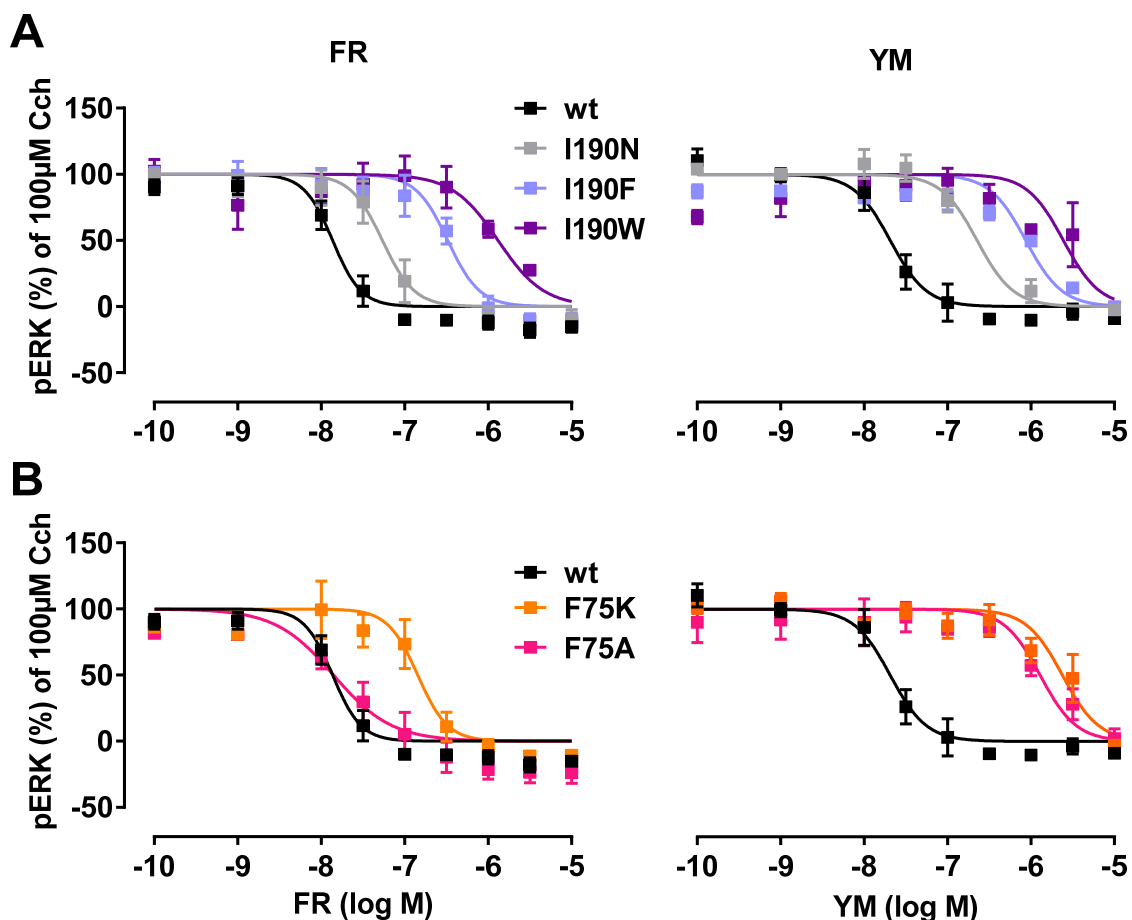 A
FR
YM
pERK (%) of 100µM Cch
150
100
50
0
-50
wt
I190N
I190F
I190W
-10 -9 -8 -7 -6 -5
-10 -9 -8 -7 -6 -5
B
pERK (%) of 100µM Cch
150
100
50
0
-50
wt
F75K
F75A
-10 -9 -8 -7 -6 -5
-10 -9 -8 -7 -6 -5
FR (log M)
YM (log M)